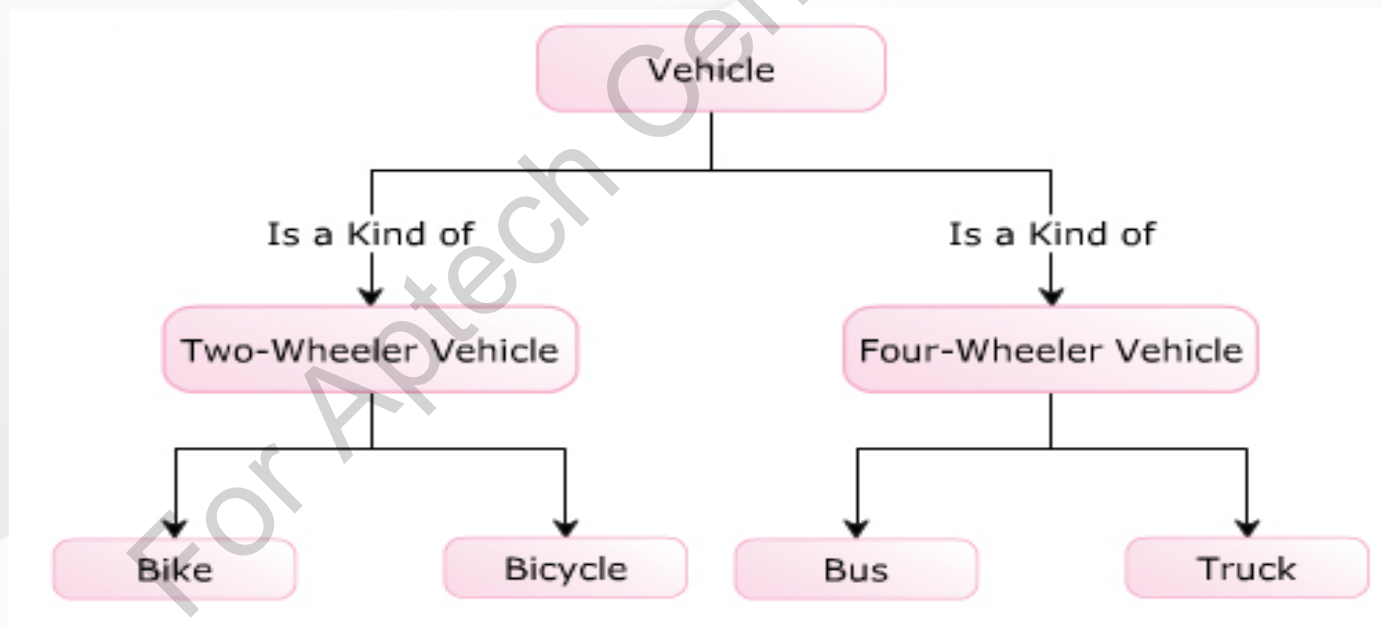 Vehicle
Is a Kind of
Is a Kind of
Two-Wheeler Vehicle
Four-Wheeler Vehicle
Bike
Bicycle
Bus
Truck
For Aptech Cen